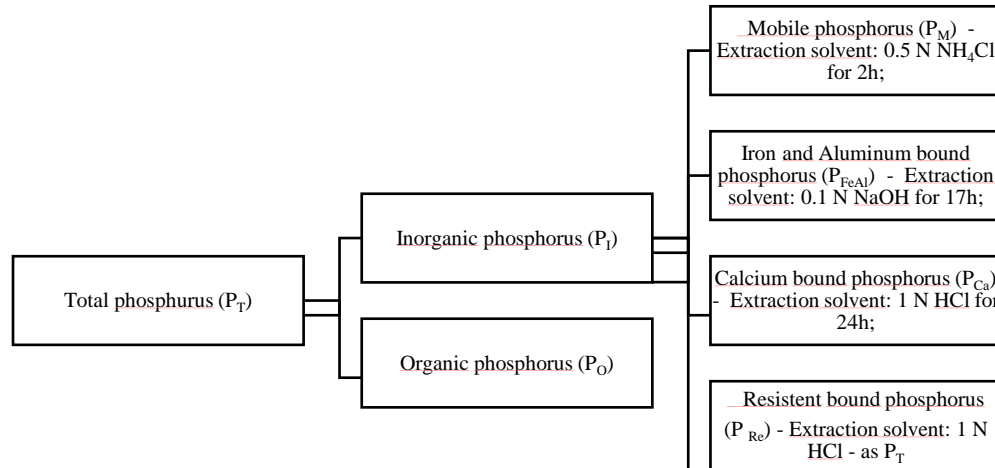 Mobile phosphorus (P_M) -
Extraction solvent: 0.5 N NH₄Cl
for 2h;
Iron and Aluminum bound
phosphorus (P_FeAl) - Extraction
solvent: 0.1 N NaOH for 17h;
Inorganic phosphorus (P_I)
Total phosphurus (P_T)
Calcium bound phosphorus (P_Ca)
- Extraction solvent: 1 N HCl for
24h;
Organic phosphorus (P_O)
Resistent bound phosphorus
(P_Re) - Extraction solvent: 1 N
HCl - as P_T